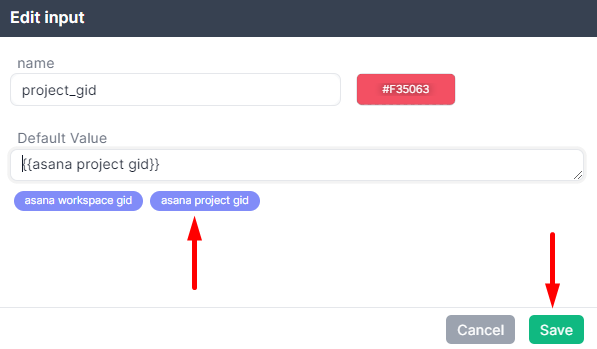 Edit input
name
project_gid #F35063
Default Value
{{asana project gid}}
asana workspace gid asana project gid
Cancel Save